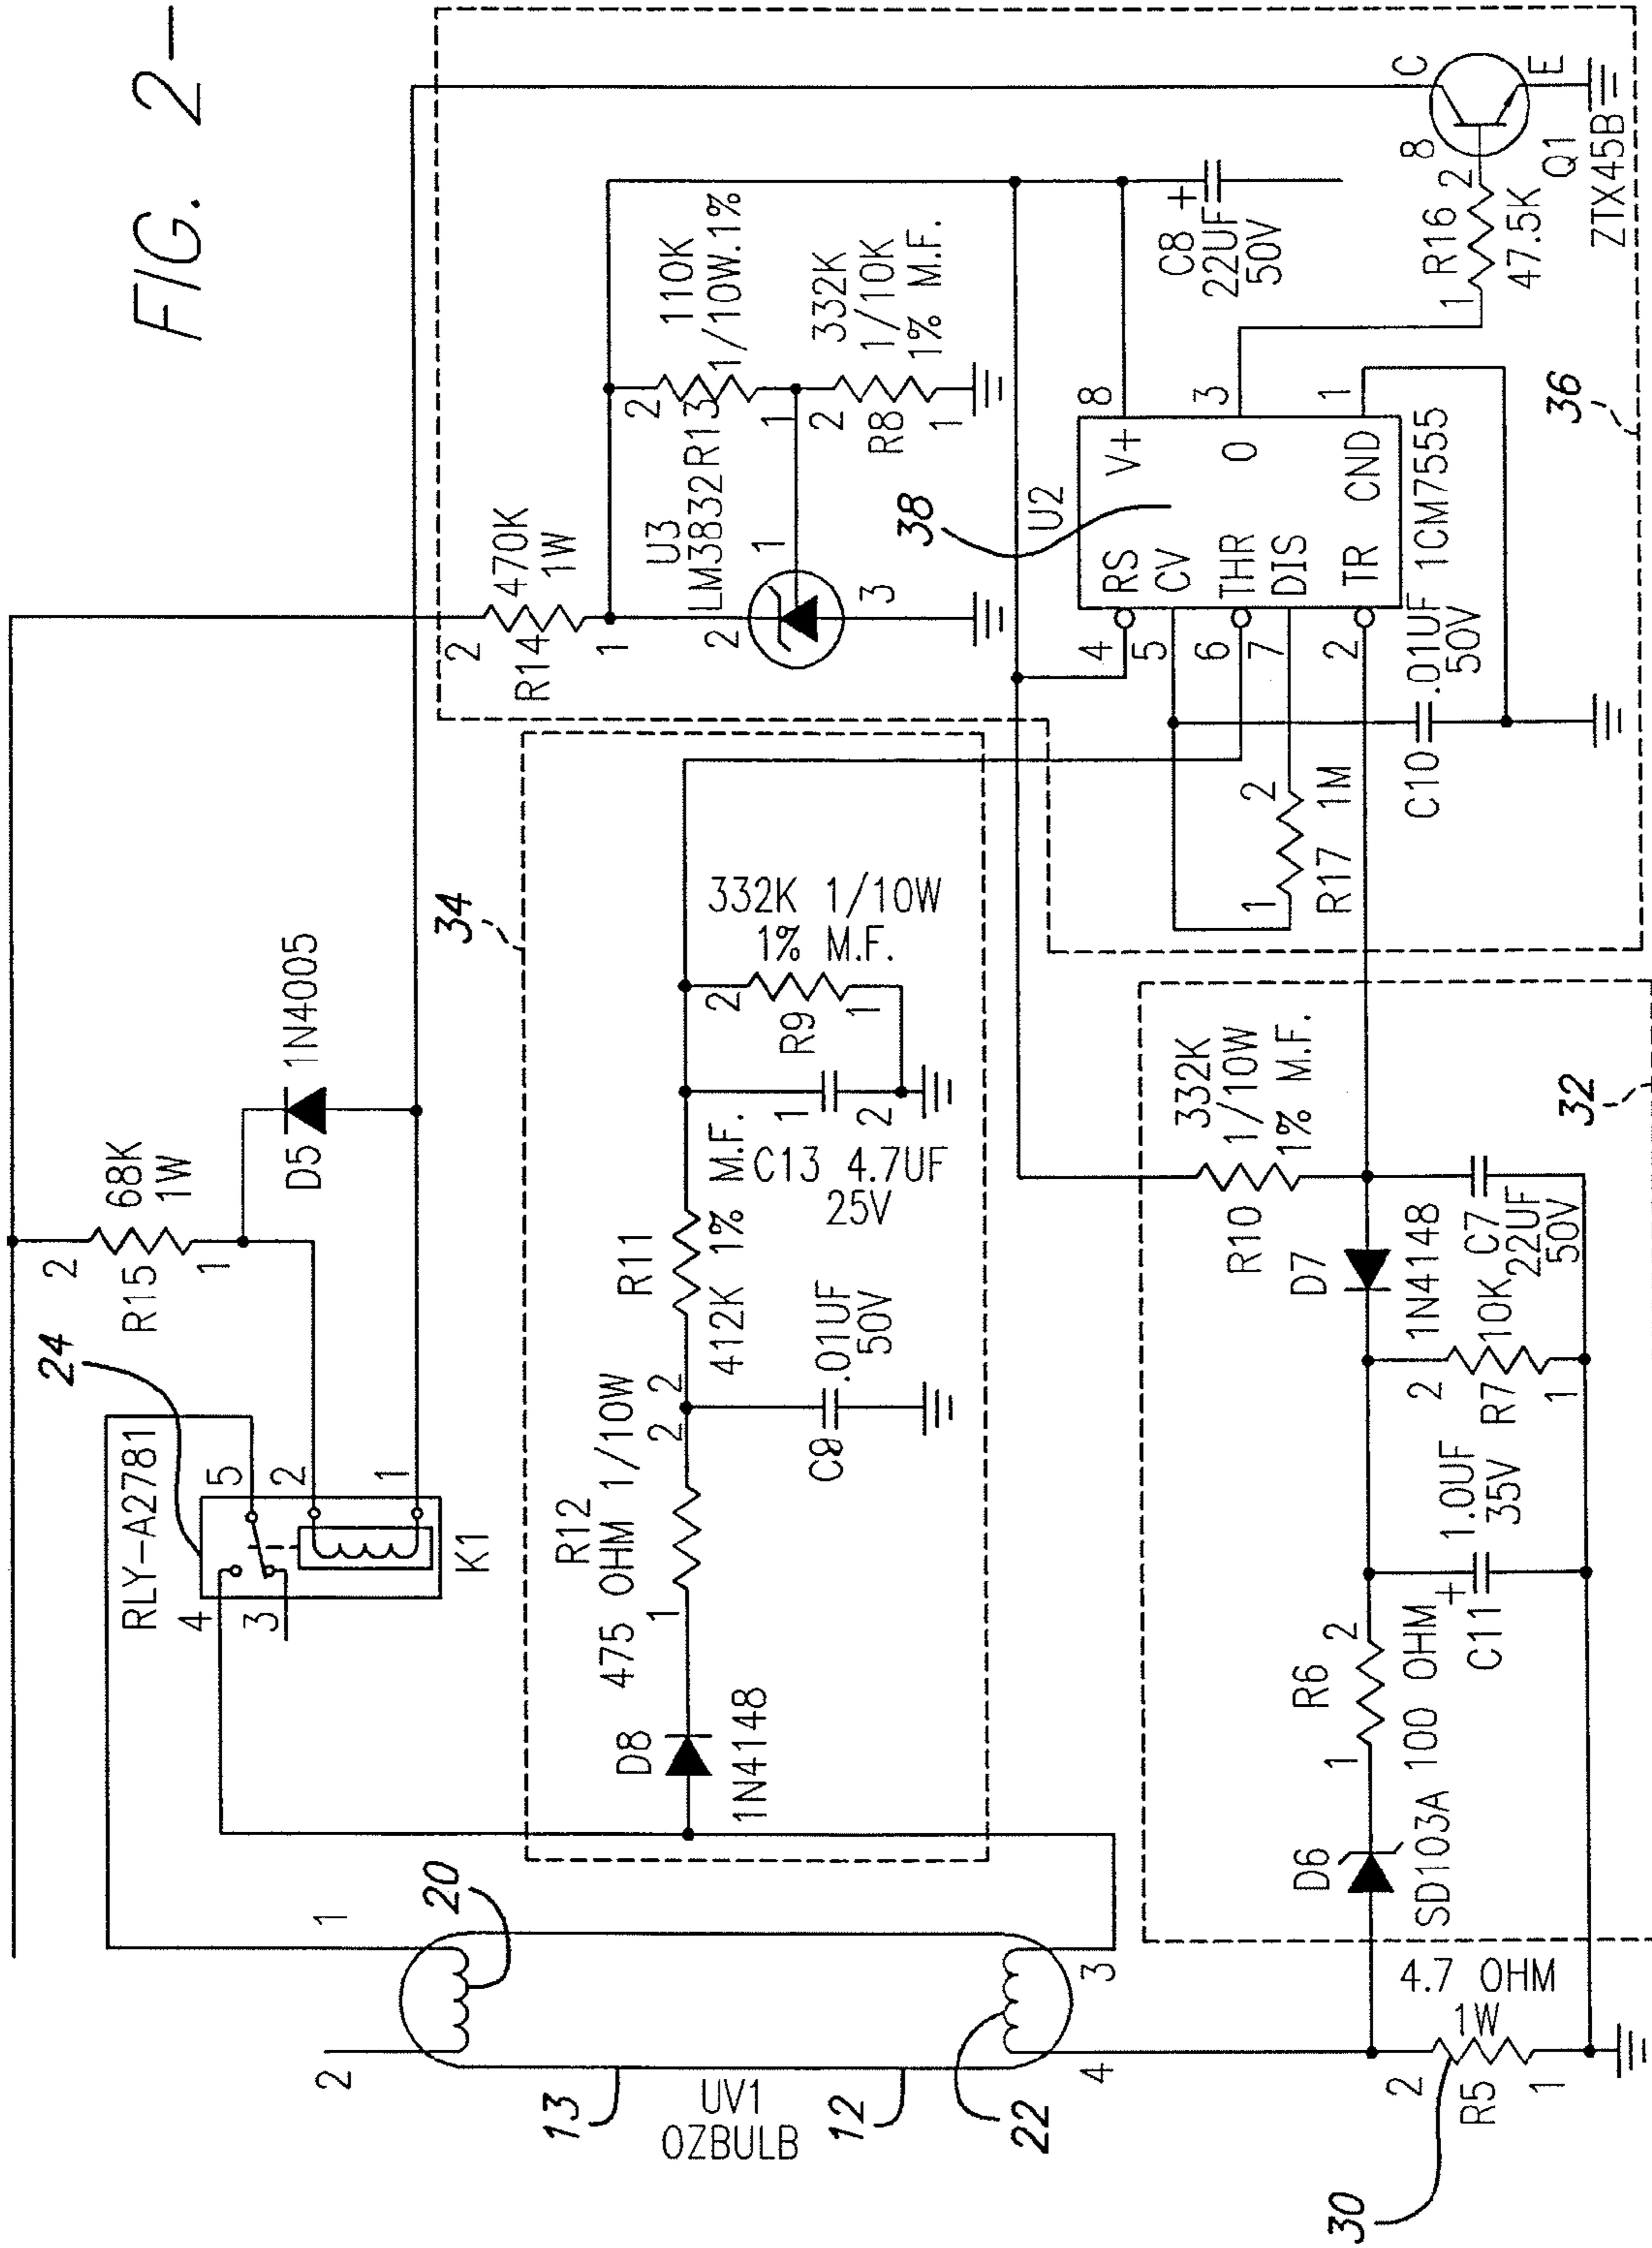 FIG. 2-
RLY-A2781
24
4
3
5
2
1
K1
2
68K
1W
R15
1
D5
1N4005
34
2
470K
1W
R14
1
U3
LM3832
1
2
3
2
110K
1/10W.1%
R13
1
2
332K
1/10K
1% M.F.
R8
1
20
1
2
13
UV1
OZBULB
12
22
3
4
D8
1N4148
R12
475 OHM 1/10W
1
2
2
R11
412K 1% M.F.
C9
.01UF
50V
332K 1/10W
1% M.F.
2
R9
1
1
2
C13 4.7UF
25V
38
U2
4
5
6
7
2
RS
CV
THR
DIS
TR
V+
O
CND
8
3
1
1CM7555
C8
+
22UF
50V
R16
1
2
47.5K
8
C
E
Q1
ZTX45B
1
2
R17 1M
C10
.01UF
50V
36
32
332K
1/10W
1% M.F.
R10
D7
1N4148
C7
22UF
50V
2
10K
R7
1
R6
1
2
100 OHM
+
1.0UF
35V
C11
D6
SD103A
4.7 OHM
1W
2
R5
1
30